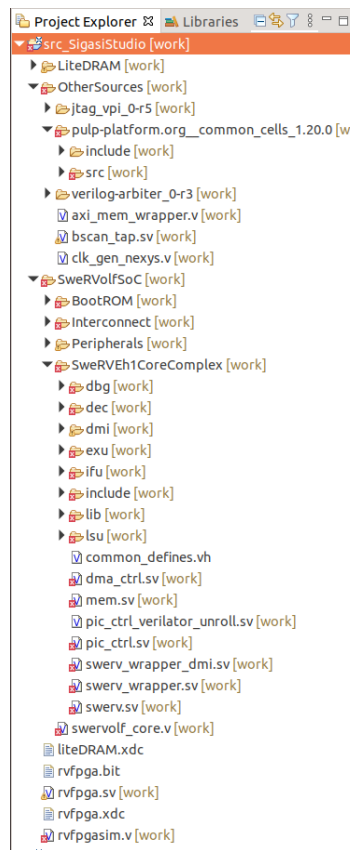 Project Explorer Libraries
src_SigasiStudio [work]
LiteDRAM [work]
OtherSources [work]
jtag_vpi_0-r5 [work]
pulp-platform.org__common_cells_1.20.0 [w
include [work]
src [work]
verilog-arbiter_0-r3 [work]
axi_mem_wrapper.v [work]
bscan_tap.sv [work]
clk_gen_nexys.v [work]
SweRVolfSoC [work]
BootROM [work]
Interconnect [work]
Peripherals [work]
SweRVEh1CoreComplex [work]
dbg [work]
dec [work]
dmi [work]
exu [work]
ifu [work]
include [work]
lib [work]
lsu [work]
common_defines.vh
dma_ctrl.sv [work]
mem.sv [work]
pic_ctrl_verilator_unroll.sv [work]
pic_ctrl.sv [work]
swerv_wrapper_dmi.sv [work]
swerv_wrapper.sv [work]
swerv.sv [work]
swervolf_core.v [work]
liteDRAM.xdc
rvfpga.bit
rvfpga.sv [work]
rvfpga.xdc
rvfpgasim.v [work]